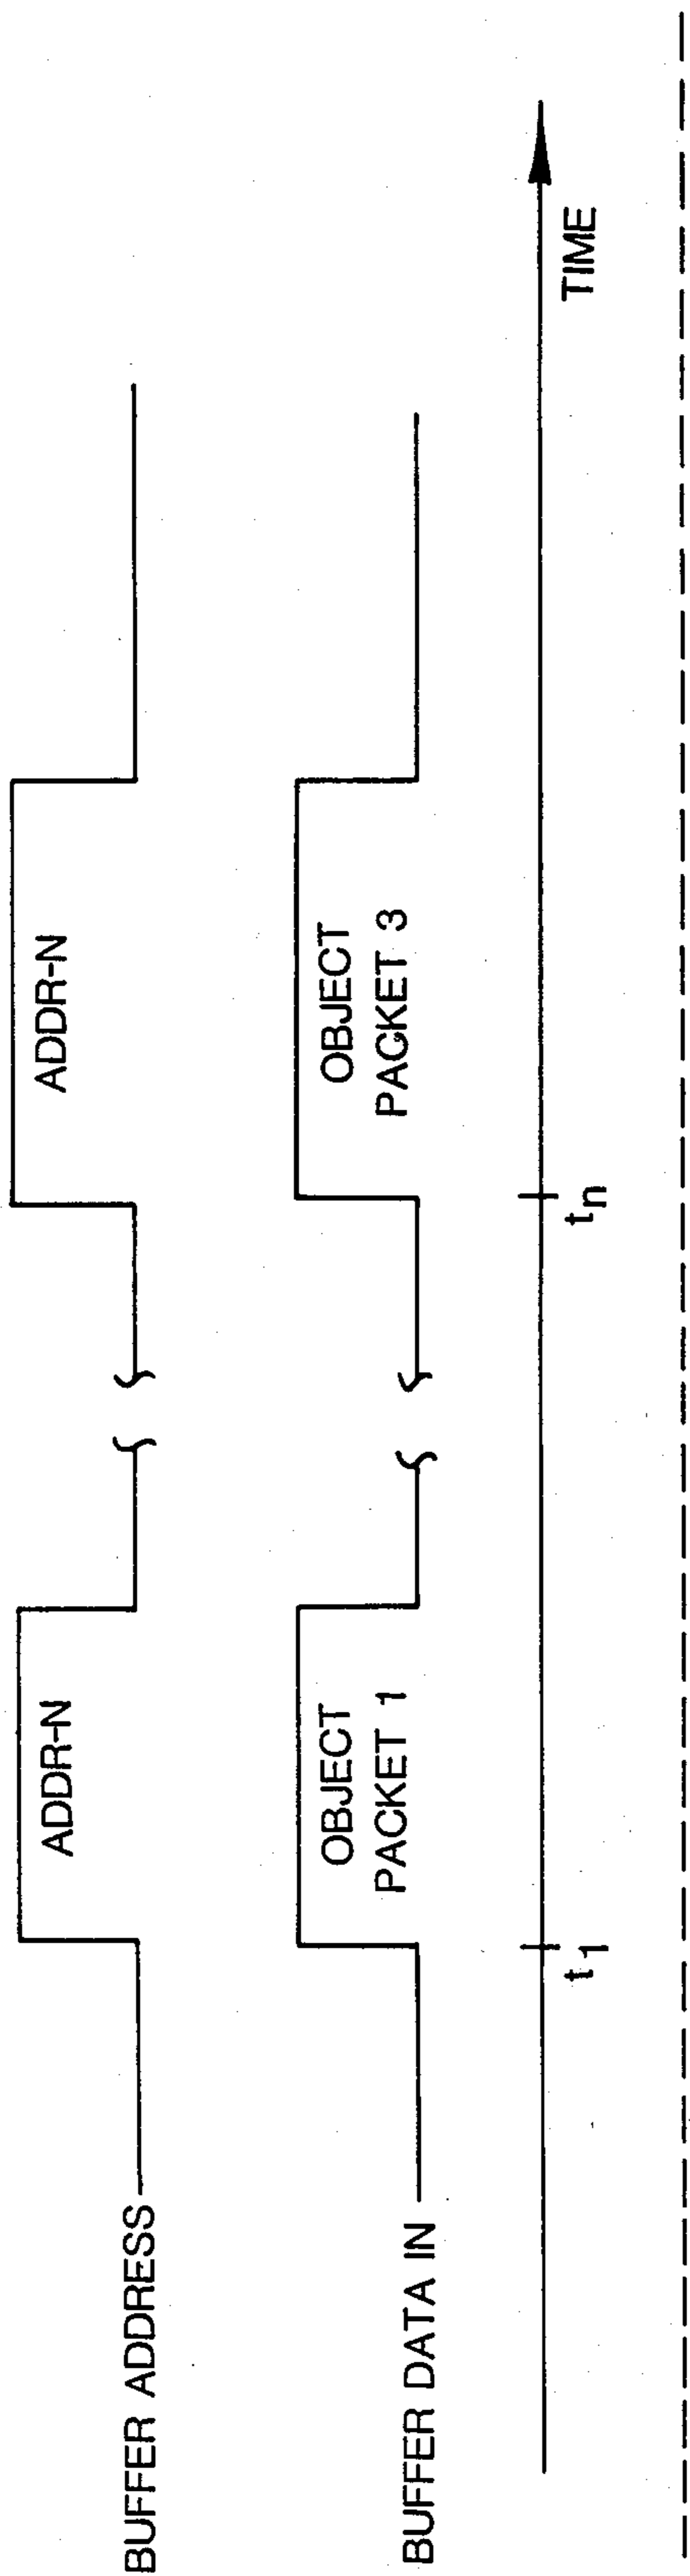 BUFFER ADDRESS
ADDR-N
ADDR-N
BUFFER DATA IN
OBJECT
PACKET 1
OBJECT
PACKET 3
t1
tn
TIME